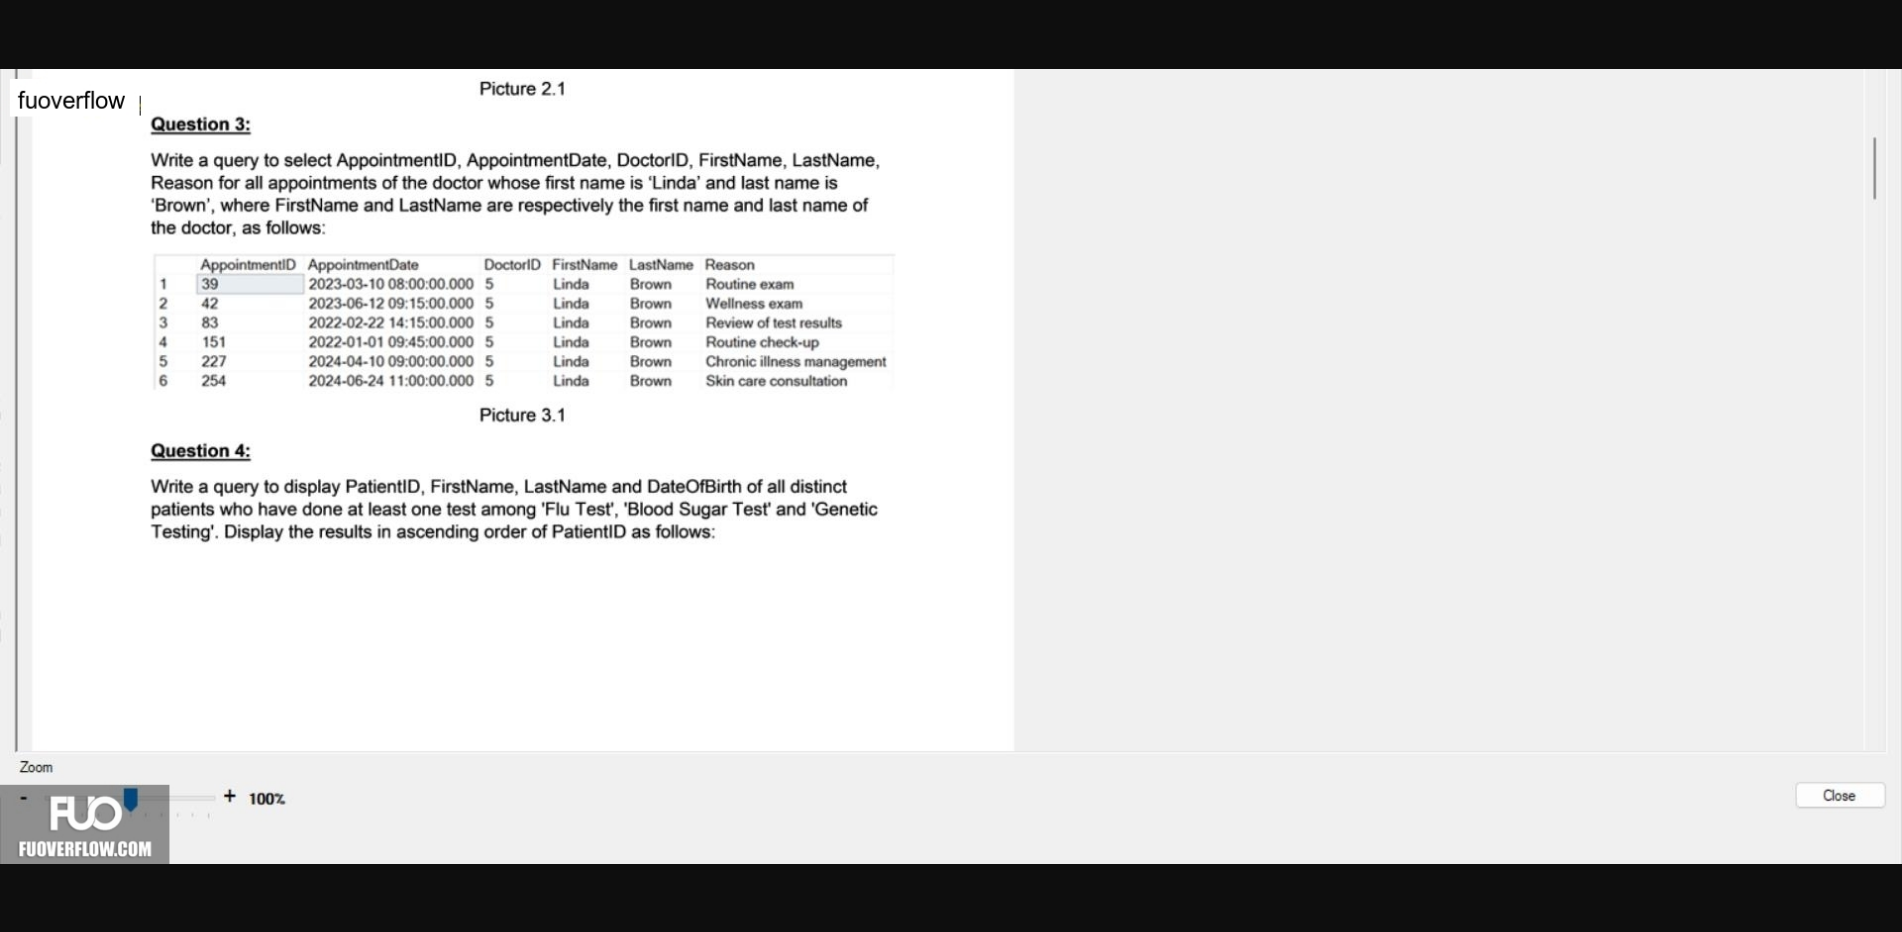 Picture 2.1
fuoverflow
Question 3:
Write a query to select AppointmentID, AppointmentDate, DoctorID, FirstName, LastName,
Reason for all appointments of the doctor whose first name is ‘Linda’ and last name is
‘Brown’, where FirstName and LastName are respectively the first name and last name of
the doctor, as follows:
AppointmentID AppointmentDate DoctorID FirstName LastName Reason
1 39 2023-03-10 08:00:00.000 5 Linda Brown Routine exam
2 42 2023-06-12 09:15:00.000 5 Linda Brown Wellness exam
3 83 2022-02-22 14:15:00.000 5 Linda Brown Review of test results
4 151 2022-01-01 09:45:00.000 5 Linda Brown Routine check-up
5 227 2024-04-10 09:00:00.000 5 Linda Brown Chronic illness management
6 254 2024-06-24 11:00:00.000 5 Linda Brown Skin care consultation
Picture 3.1
Question 4:
Write a query to display PatientID, FirstName, LastName and DateOfBirth of all distinct
patients who have done at least one test among 'Flu Test', 'Blood Sugar Test' and 'Genetic
Testing'. Display the results in ascending order of PatientID as follows:
Zoom
- + 100%
Close
FUO
FUOVERFLOW.COM